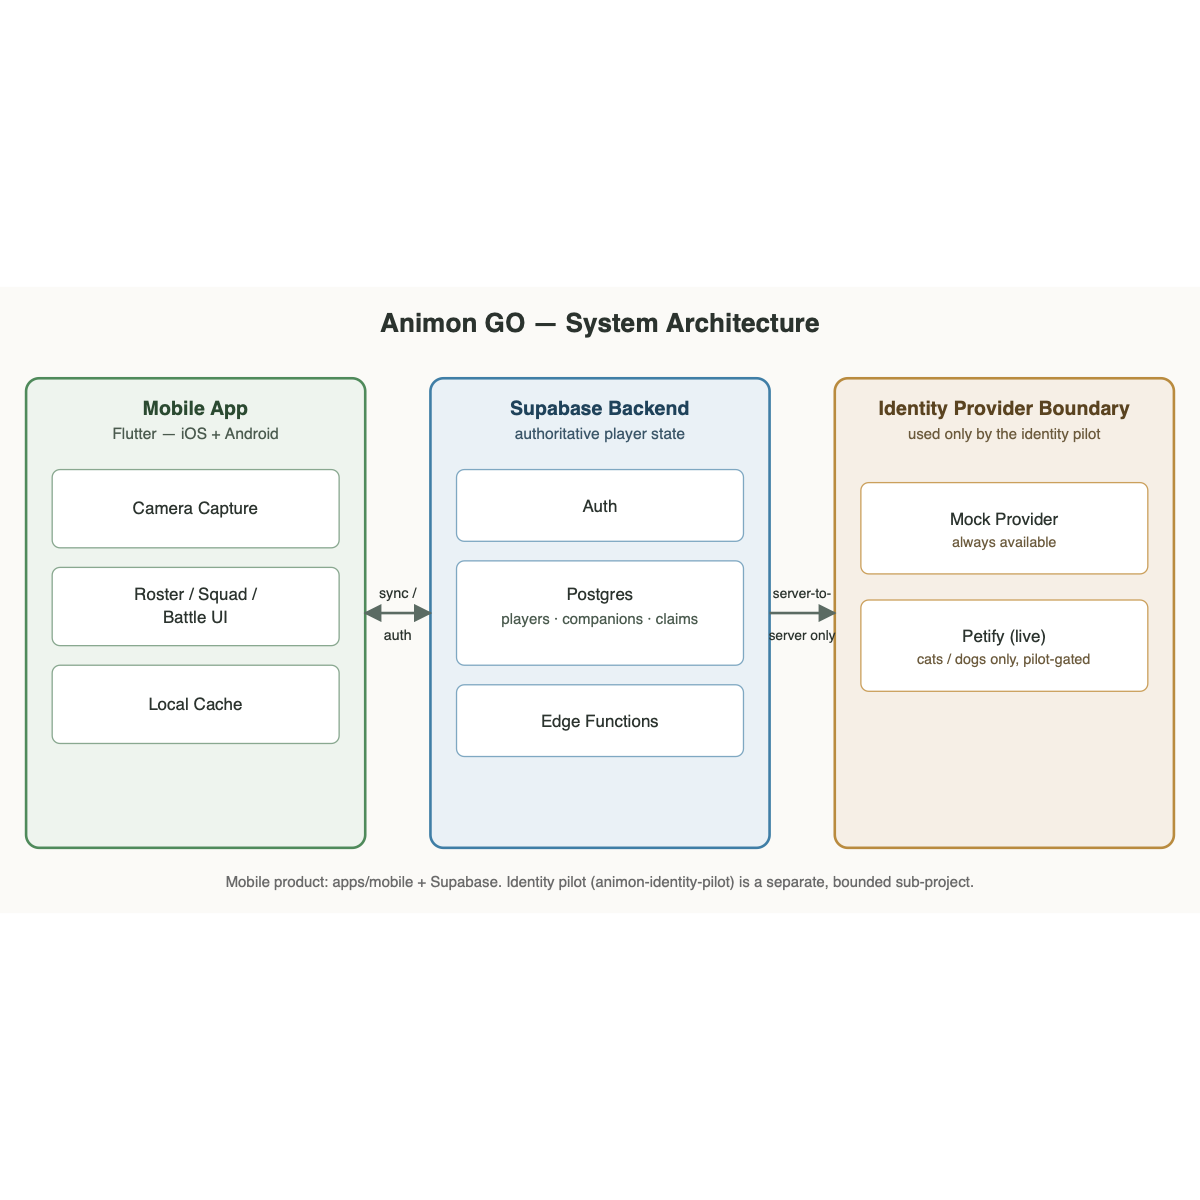 Animon GO — System Architecture
Mobile App
Flutter — iOS + Android
Camera Capture
Roster / Squad /
Battle UI
Local Cache
sync /
auth
Supabase Backend
authoritative player state
Auth
Postgres
players · companions · claims
Edge Functions
server-to-
server only
Identity Provider Boundary
used only by the identity pilot
Mock Provider
always available
Petify (live)
cats / dogs only, pilot-gated
Mobile product: apps/mobile + Supabase. Identity pilot (animon-identity-pilot) is a separate, bounded sub-project.